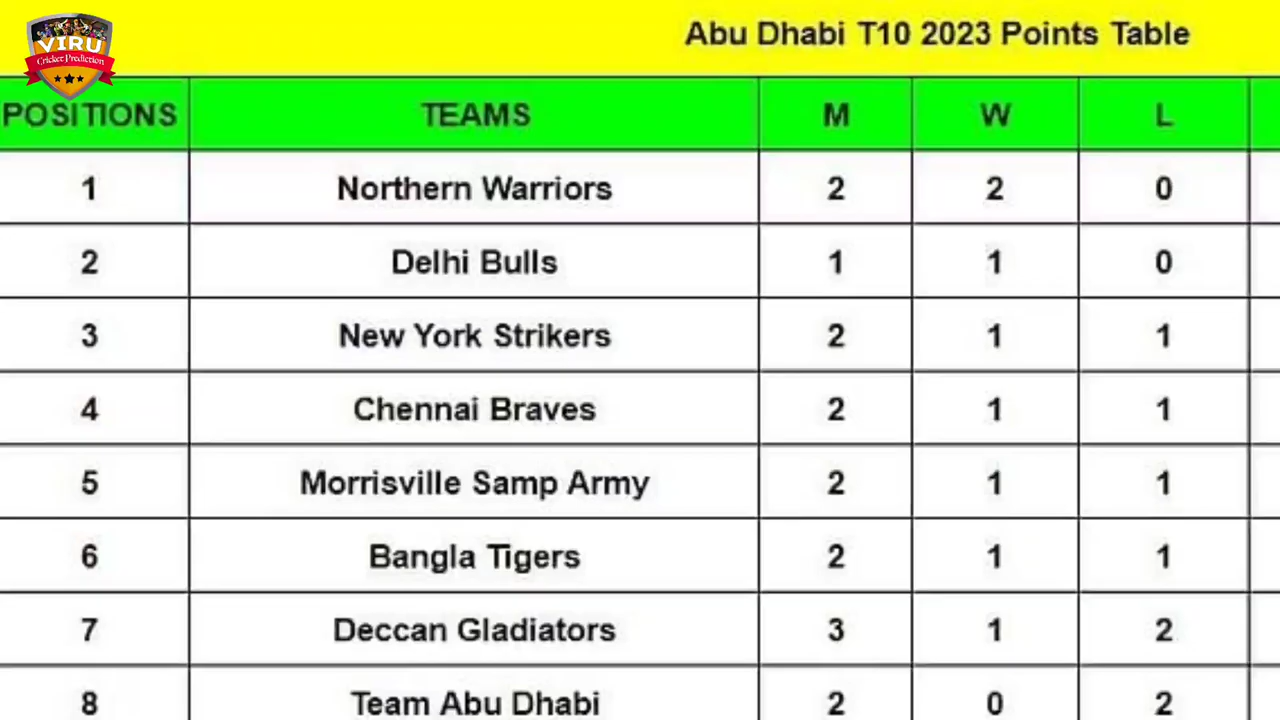 VIRU
Cricket Prediction
Abu Dhabi T10 2023 Points Table
POSITIONS TEAMS M W L
1 Northern Warriors 2 2 0
2 Delhi Bulls 1 1 0
3 New York Strikers 2 1 1
4 Chennai Braves 2 1 1
5 Morrisville Samp Army 2 1 1
6 Bangla Tigers 2 1 1
7 Deccan Gladiators 3 1 2
8 Team Abu Dhabi 2 0 2